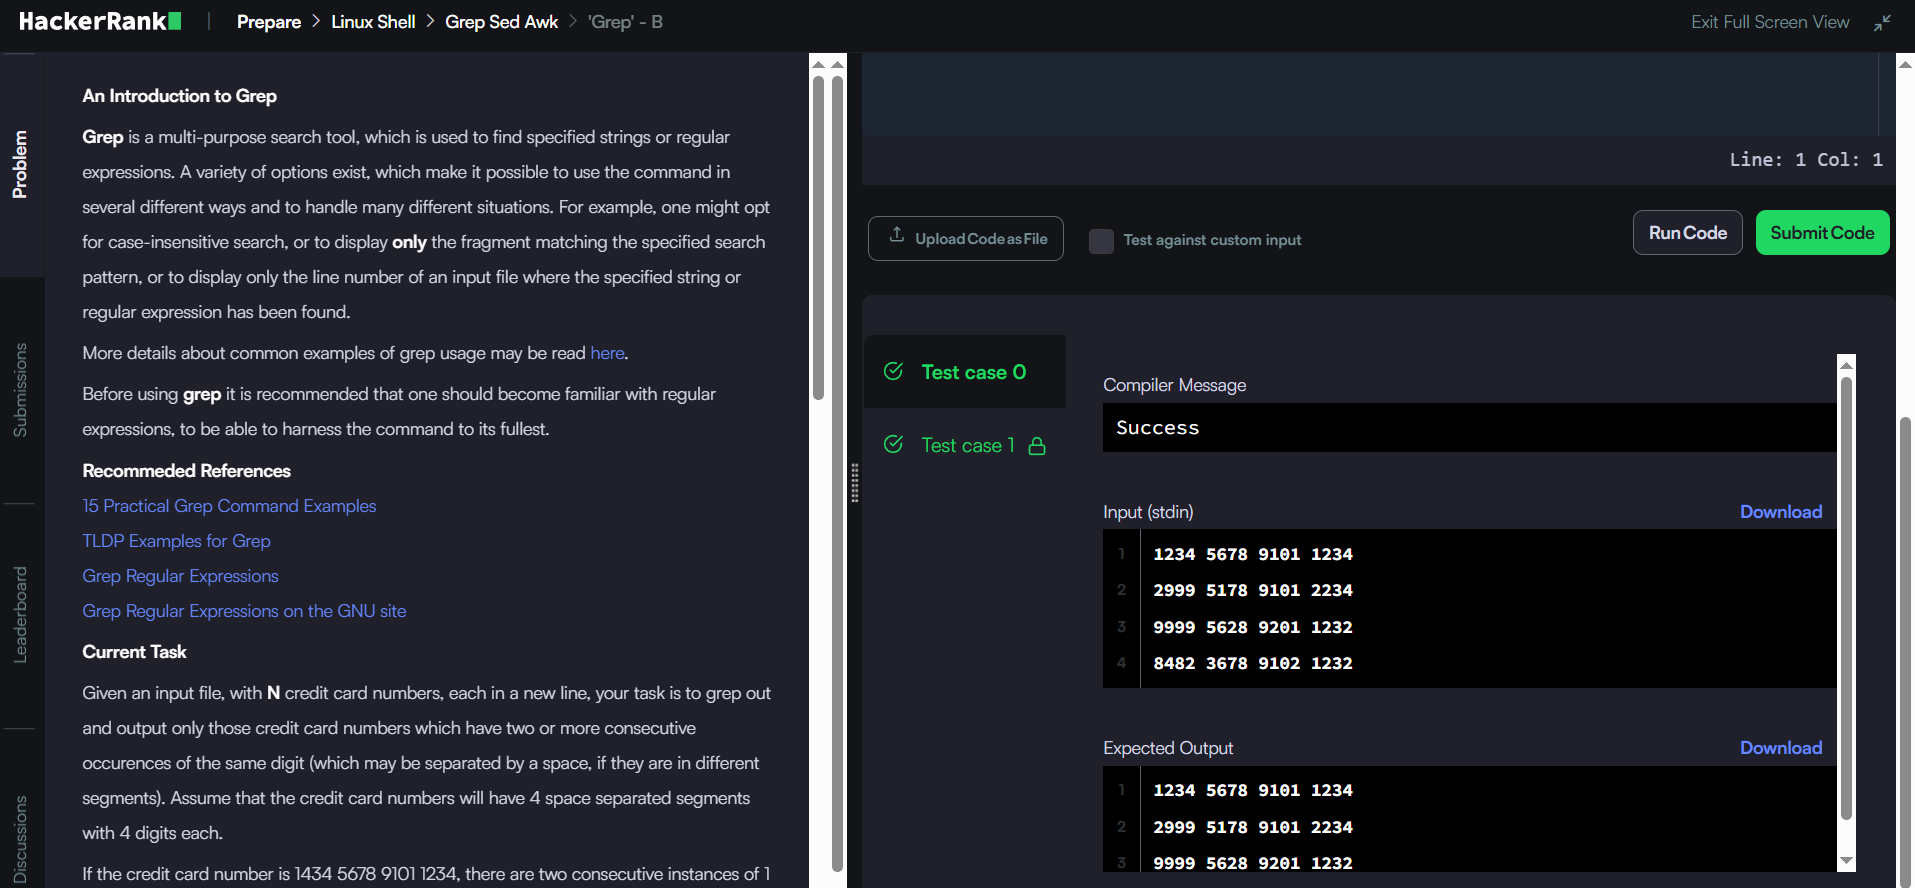 HackerRank
Prepare > Linux Shell > Grep Sed Awk > 'Grep' - B
Exit Full Screen View
Problem
Submissions
Leaderboard
Discussions
An Introduction to Grep
Grep is a multi-purpose search tool, which is used to find specified strings or regular
expressions. A variety of options exist, which make it possible to use the command in
several different ways and to handle many different situations. For example, one might opt
for case-insensitive search, or to display only the fragment matching the specified search
pattern, or to display only the line number of an input file where the specified string or
regular expression has been found.
More details about common examples of grep usage may be read here.
Before using grep it is recommended that one should become familiar with regular
expressions, to be able to harness the command to its fullest.
Recommeded References
15 Practical Grep Command Examples
TLDP Examples for Grep
Grep Regular Expressions
Grep Regular Expressions on the GNU site
Current Task
Given an input file, with N credit card numbers, each in a new line, your task is to grep out
and output only those credit card numbers which have two or more consecutive
occurences of the same digit (which may be separated by a space, if they are in different
segments). Assume that the credit card numbers will have 4 space separated segments
with 4 digits each.
If the credit card number is 1434 5678 9101 1234, there are two consecutive instances of 1
Line: 1 Col: 1
Upload Code as File
Test against custom input
Run Code
Submit Code
Test case 0
Test case 1
Compiler Message
Success
Input (stdin)
Download
1 1234 5678 9101 1234
2 2999 5178 9101 2234
3 9999 5628 9201 1232
4 8482 3678 9102 1232
Expected Output
Download
1 1234 5678 9101 1234
2 2999 5178 9101 2234
3 9999 5628 9201 1232